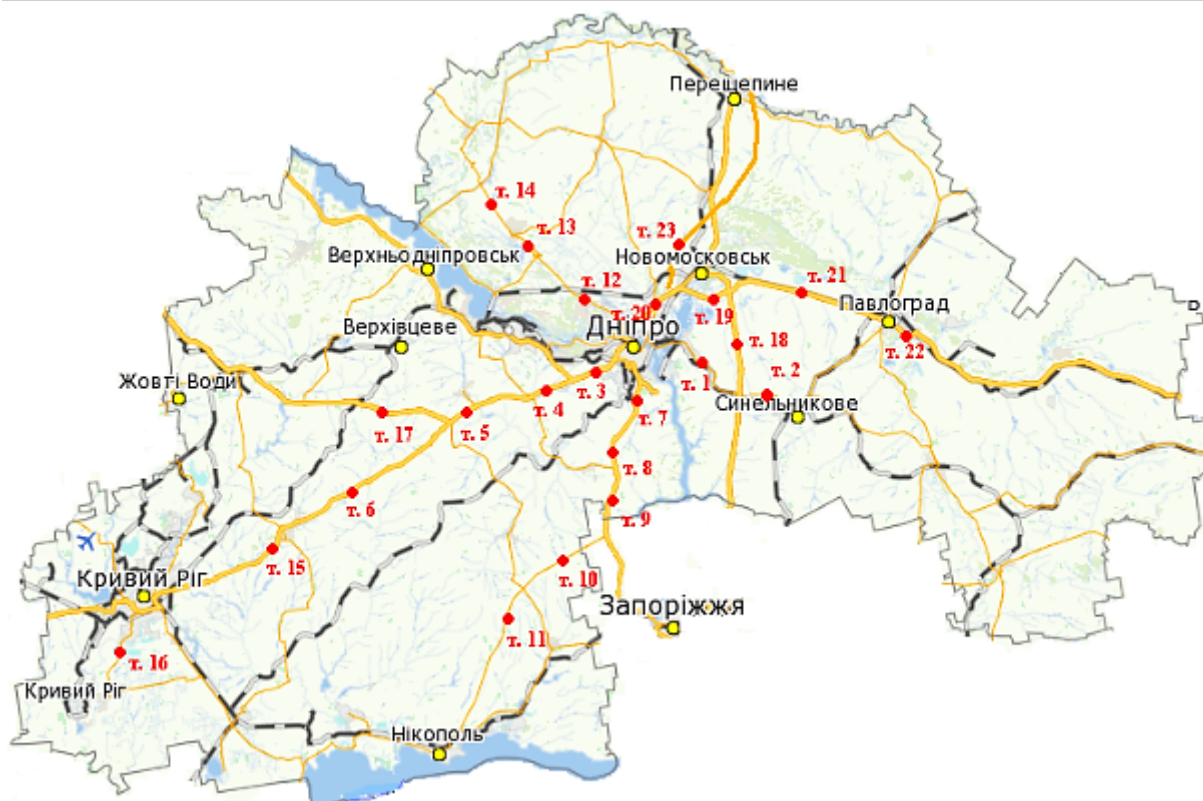 Перещепине
т. 14
т. 13
т. 23
Верхньодніпровськ
Новомосковськ
т. 12
т. 21
т. 20
т. 19
Павлоград
Верхівцеве
Дніпро
т. 18
т. 22
т. 1
т. 2
т. 3
Жовті Води
т. 4
Синельникове
т. 7
т. 17
т. 5
т. 8
т. 6
т. 9
т. 15
т. 10
Кривий Ріг
Запоріжжя
т. 11
т. 16
Кривий Ріг
Нікополь